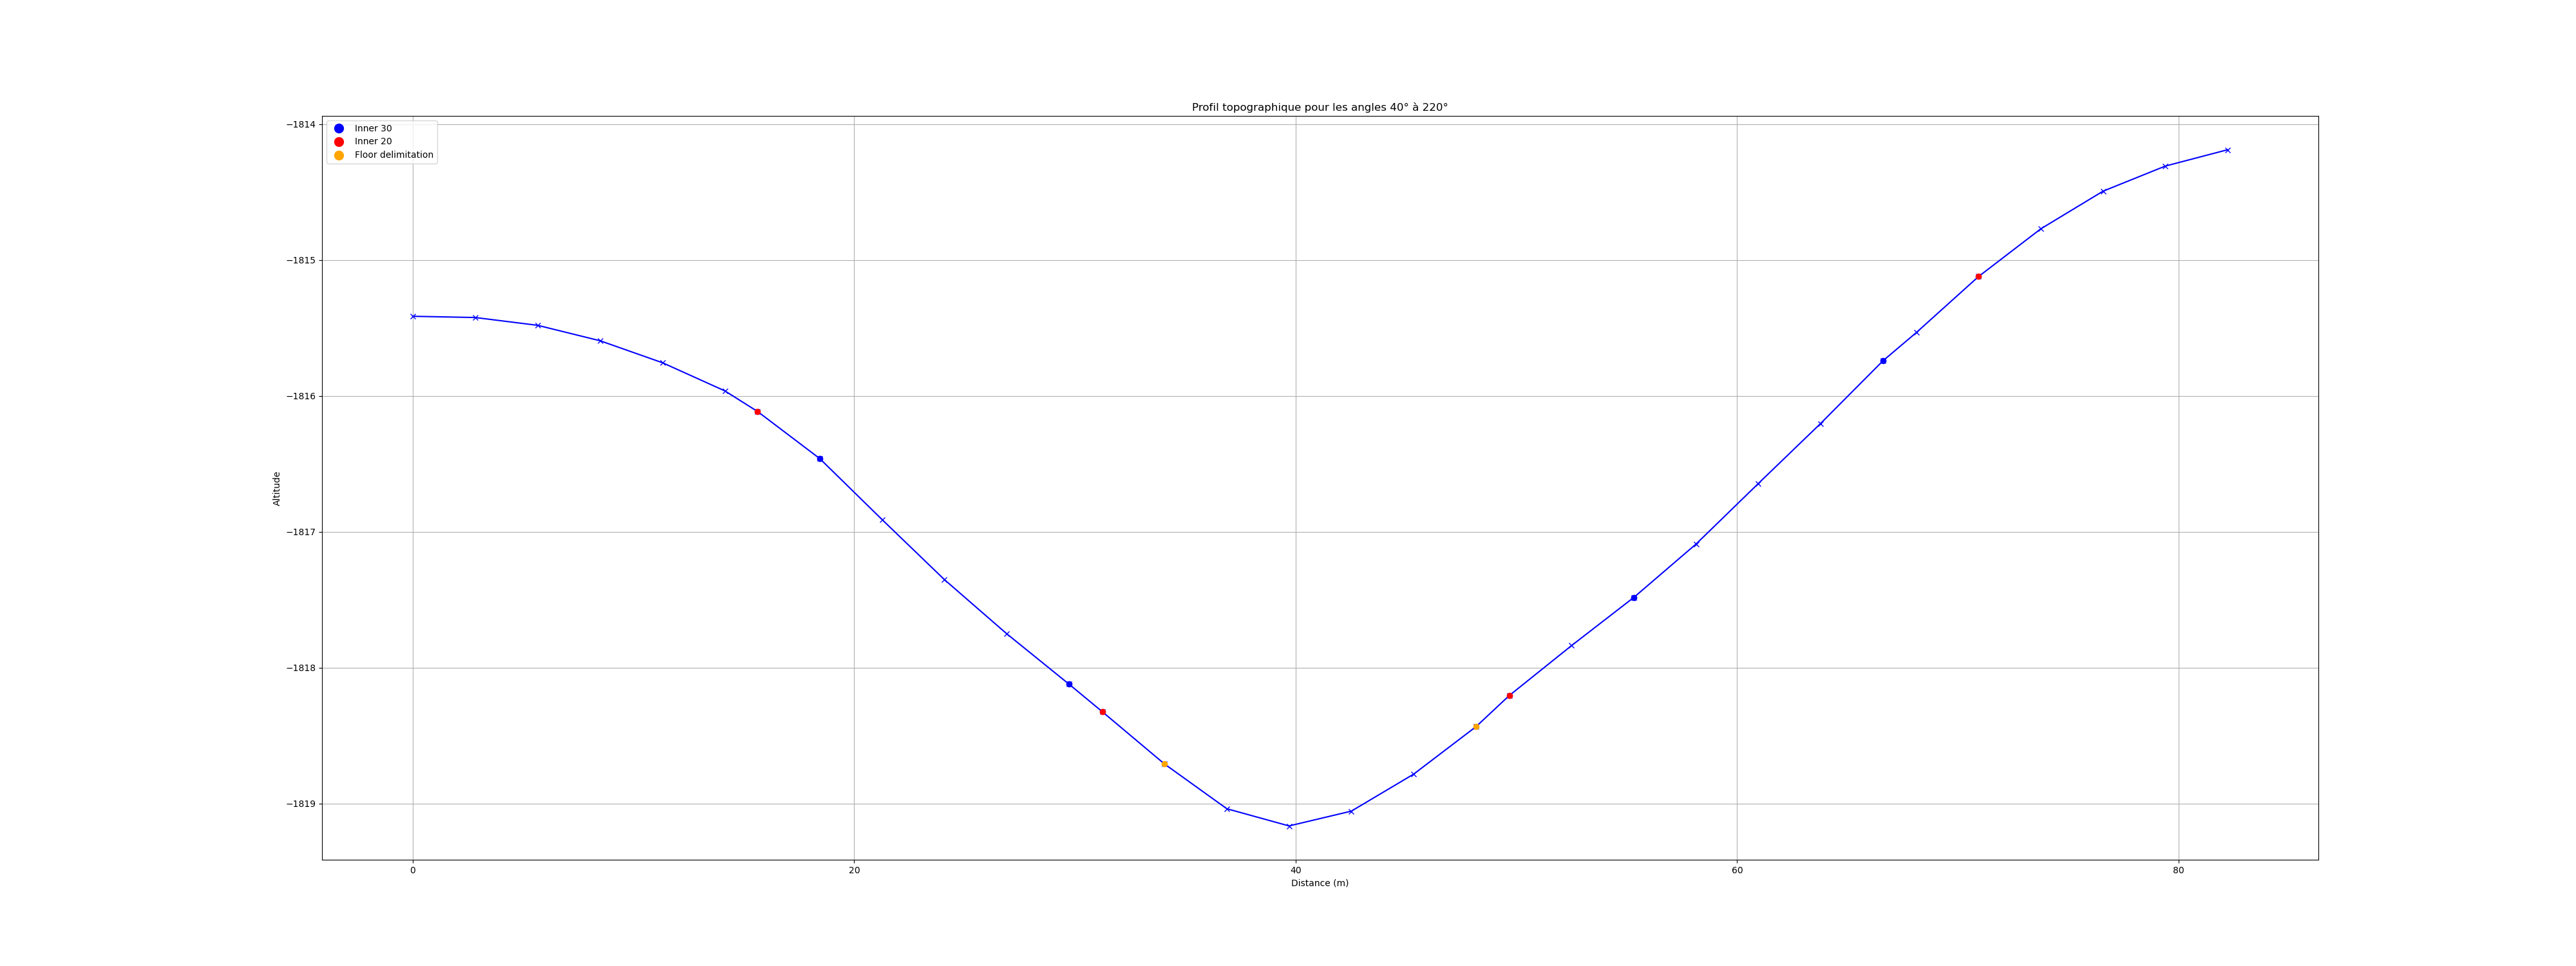 Profil topographique pour les angles 40° à 220°
Inner 30
Inner 20
Floor delimitation
−1814
−1815
−1816
−1817
−1818
−1819
Altitude
0 20 40 60 80
Distance (m)